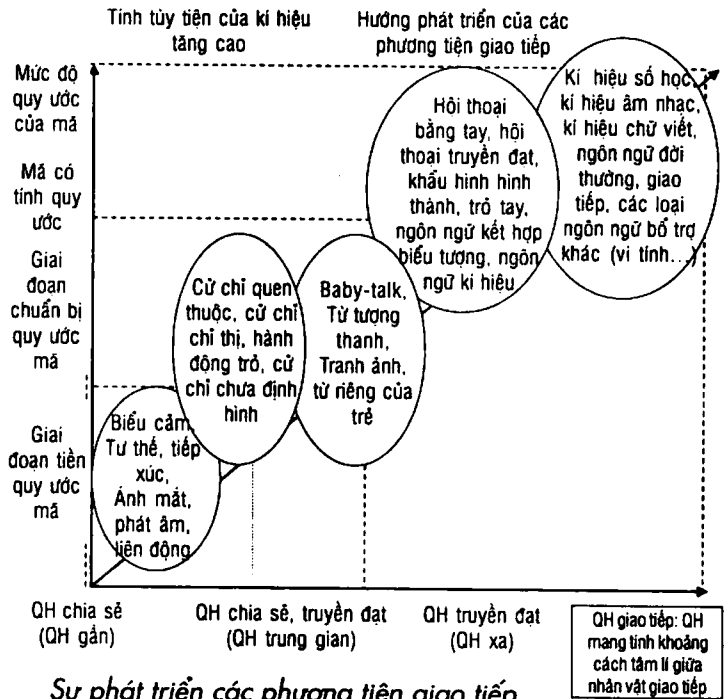 Tính tùy tiện của kí hiệu
tăng cao
Hướng phát triển của các
phương tiện giao tiếp
Mức độ
quy ước
của mã
Mã có
tính quy
ước
Giai
đoạn
chuẩn bị
quy ước
mã
Giai
đoạn tiền
quy ước
mã
Kí hiệu số học,
kí hiệu âm nhạc,
kí hiệu chữ viết,
ngôn ngữ đời
thường, giao
tiếp, các loại
ngôn ngữ bổ trợ
khác (vi tính...)
Hội thoại
bằng tay, hội
thoại truyền đạt,
khẩu hình hình
thành, trỏ tay,
ngôn ngữ kết hợp
biểu tượng, ngôn
ngữ kí hiệu
Cử chỉ quen
thuộc, cử chỉ
chỉ thị, hành
động trỏ, cử
chỉ chưa định
hình
Baby-talk,
Từ tượng
thanh,
Tranh ảnh,
từ riêng của
trẻ
Biểu cảm,
Tư thế, tiếp
xúc,
Ánh mắt,
phát âm,
liên động
QH chia sẻ
(QH gần)
QH chia sẻ, truyền đạt
(QH trung gian)
QH truyền đạt
(QH xa)
QH giao tiếp: QH
mang tính khoảng
cách tâm lí giữa
nhân vật giao tiếp
Sự phát triển các phương tiện giao tiếp